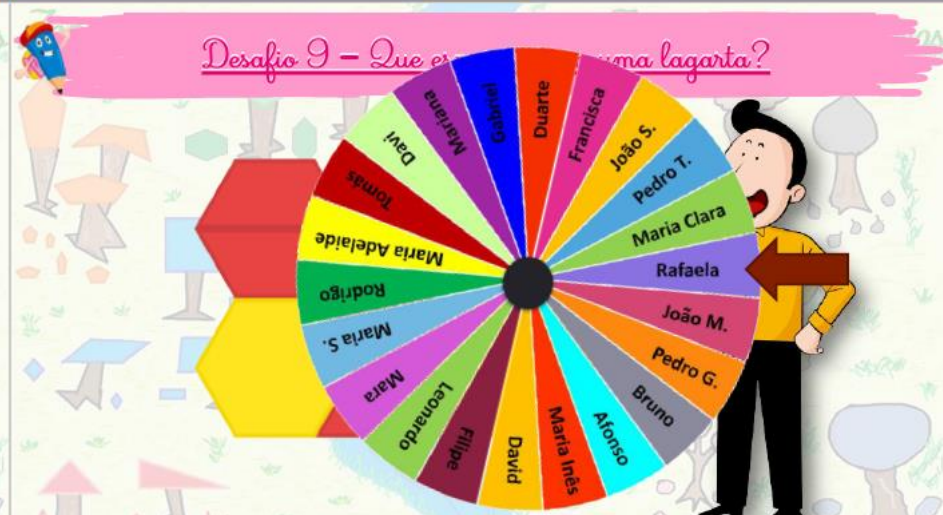 Desafio 9 – Que es uma lagarta?
Duarte
Francisca
João S.
Pedro T.
Maria Clara
Rafaela
João M.
Pedro G.
Bruno
Afonso
Maria Inês
David
Filipe
Leonardo
Mara
Maria S.
Rodrigo
Maria Adelaide
Tomás
Davi
Mariana
Gabriel